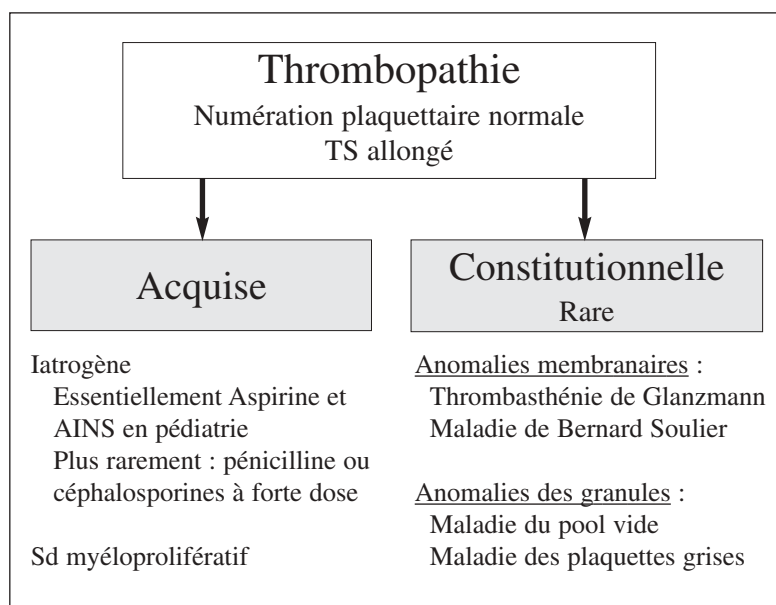 Thrombopathie
Numération plaquettaire normale
TS allongé
Acquise
Iatrogène
Essentiellement Aspirine et
AINS en pédiatrie
Plus rarement : pénicilline ou
céphalosporines à forte dose
Sd myéloprolifératif
Constitutionnelle
Rare
Anomalies membranaires :
Thrombasthénie de Glanzmann
Maladie de Bernard Soulier
Anomalies des granules :
Maladie du pool vide
Maladie des plaquettes grises